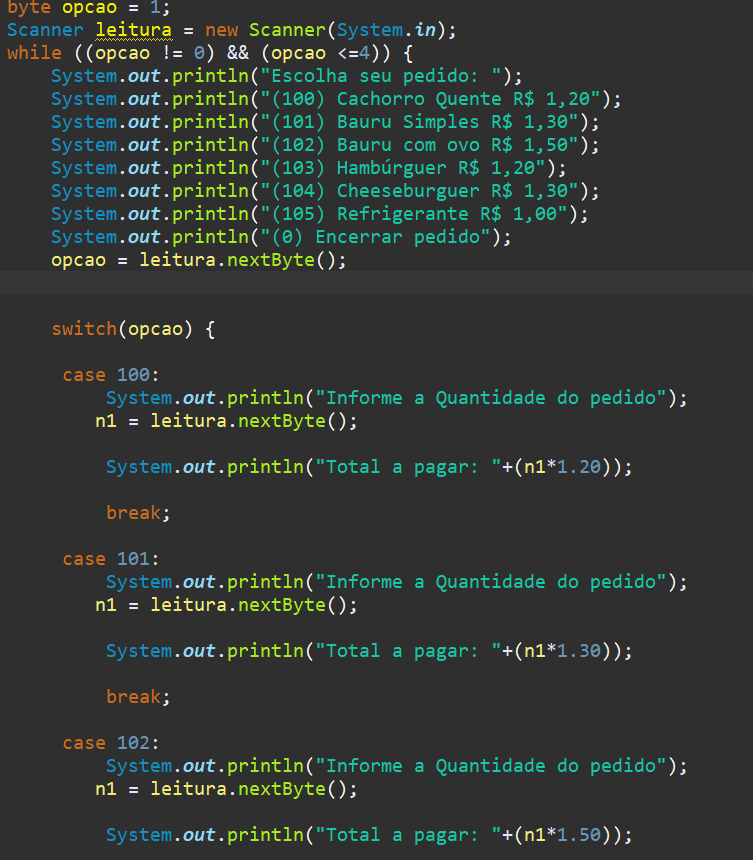 byte opcao = 1;
Scanner leitura = new Scanner(System.in);
while ((opcao != 0) && (opcao <=4)) {
    System.out.println("Escolha seu pedido: ");
    System.out.println("(100) Cachorro Quente R$ 1,20");
    System.out.println("(101) Bauru Simples R$ 1,30");
    System.out.println("(102) Bauru com ovo R$ 1,50");
    System.out.println("(103) Hambúrguer R$ 1,20");
    System.out.println("(104) Cheeseburguer R$ 1,30");
    System.out.println("(105) Refrigerante R$ 1,00");
    System.out.println("(0) Encerrar pedido");
    opcao = leitura.nextByte();
    switch(opcao) {
     case 100:
         System.out.println("Informe a Quantidade do pedido");
        n1 = leitura.nextByte();
         System.out.println("Total a pagar: "+(n1*1.20));
         break;
     case 101:
         System.out.println("Informe a Quantidade do pedido");
        n1 = leitura.nextByte();
         System.out.println("Total a pagar: "+(n1*1.30));
         break;
     case 102:
         System.out.println("Informe a Quantidade do pedido");
        n1 = leitura.nextByte();
         System.out.println("Total a pagar: "+(n1*1.50));